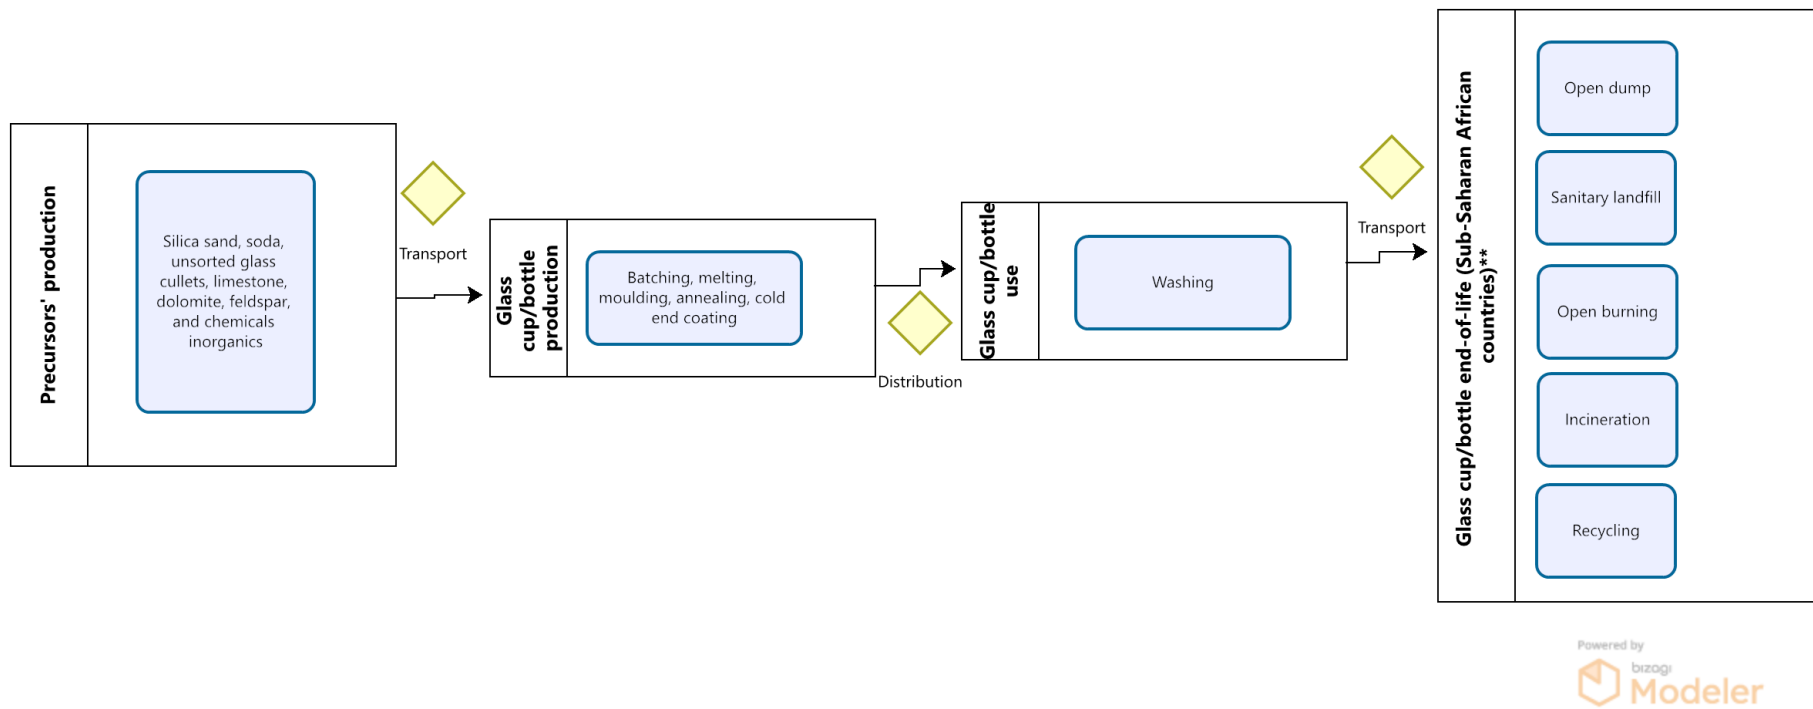 Precursors' production
Silica sand, soda,
unsorted glass
cullets, limestone,
dolomite, feldspar,
and chemicals
inorganics
Transport
Glass
cup/bottle
production
Batching, melting,
moulding, annealing, cold
end coating
Distribution
Glass cup/bottle
use
Washing
Transport
Glass cup/bottle end-of-life (Sub-Saharan African
countries)**
Open dump
Sanitary landfill
Open burning
Incineration
Recycling
Powered by
bizagi
Modeler